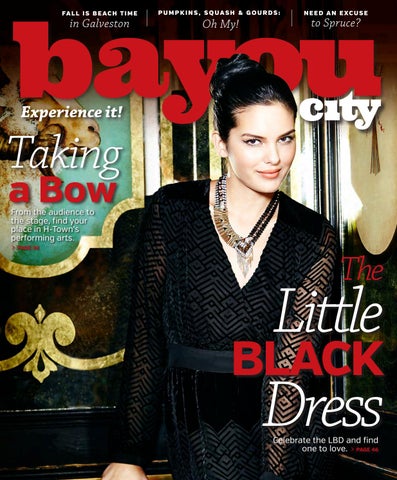 FALL IS BEACH TIME
in Galveston
PUMPKINS, SQUASH & GOURDS:
Oh My!
NEED AN EXCUSE
to Spruce?
bayou
city
Experience it!
Taking
a Bow
From the audience to
the stage, find your
place in H-Town's
performing arts.
The
Little
BLACK
Dress
Celebrate the LBD and find
one to love. > PAGE 46